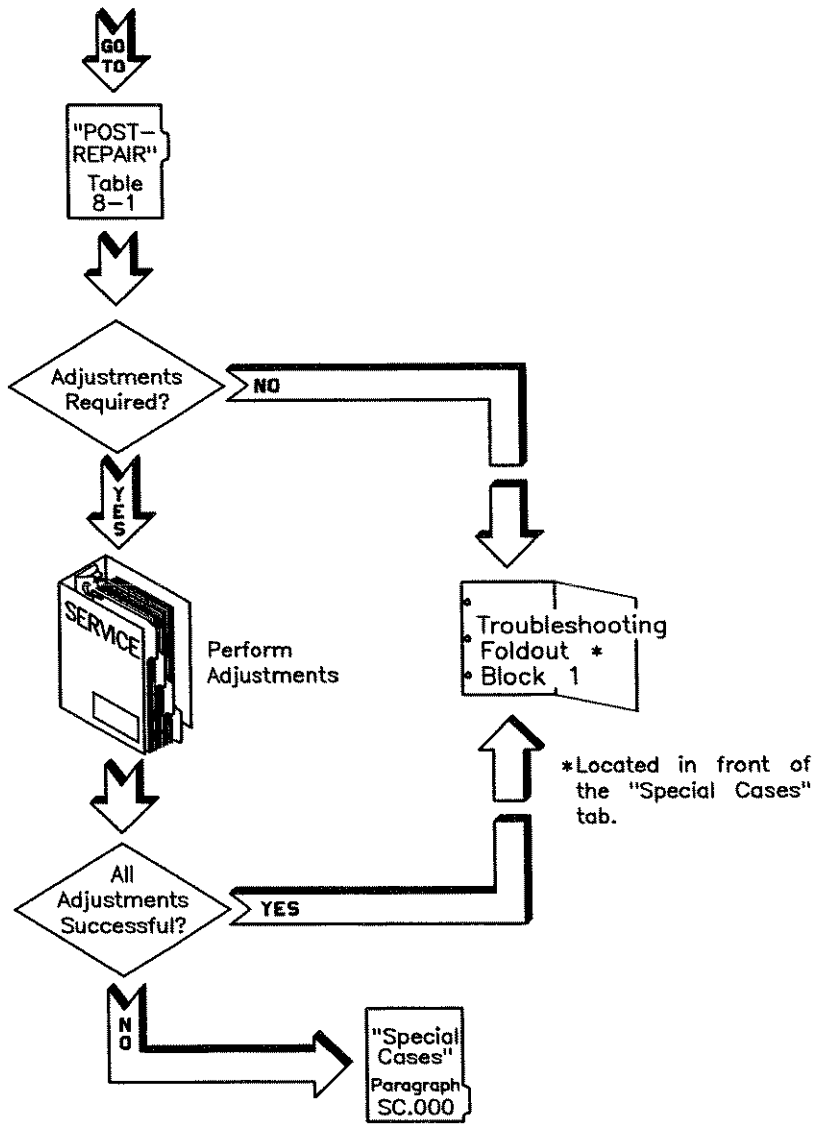 GO
TO
"POST-
REPAIR"
Table
8-1
Adjustments
Required?
NO
YES
SERVICE
Perform
Adjustments
Troubleshooting
Foldout *
Block 1
*Located in front of
the "Special Cases"
tab.
All
Adjustments
Successful?
YES
NO
"Special
Cases"
Paragraph
SC.000